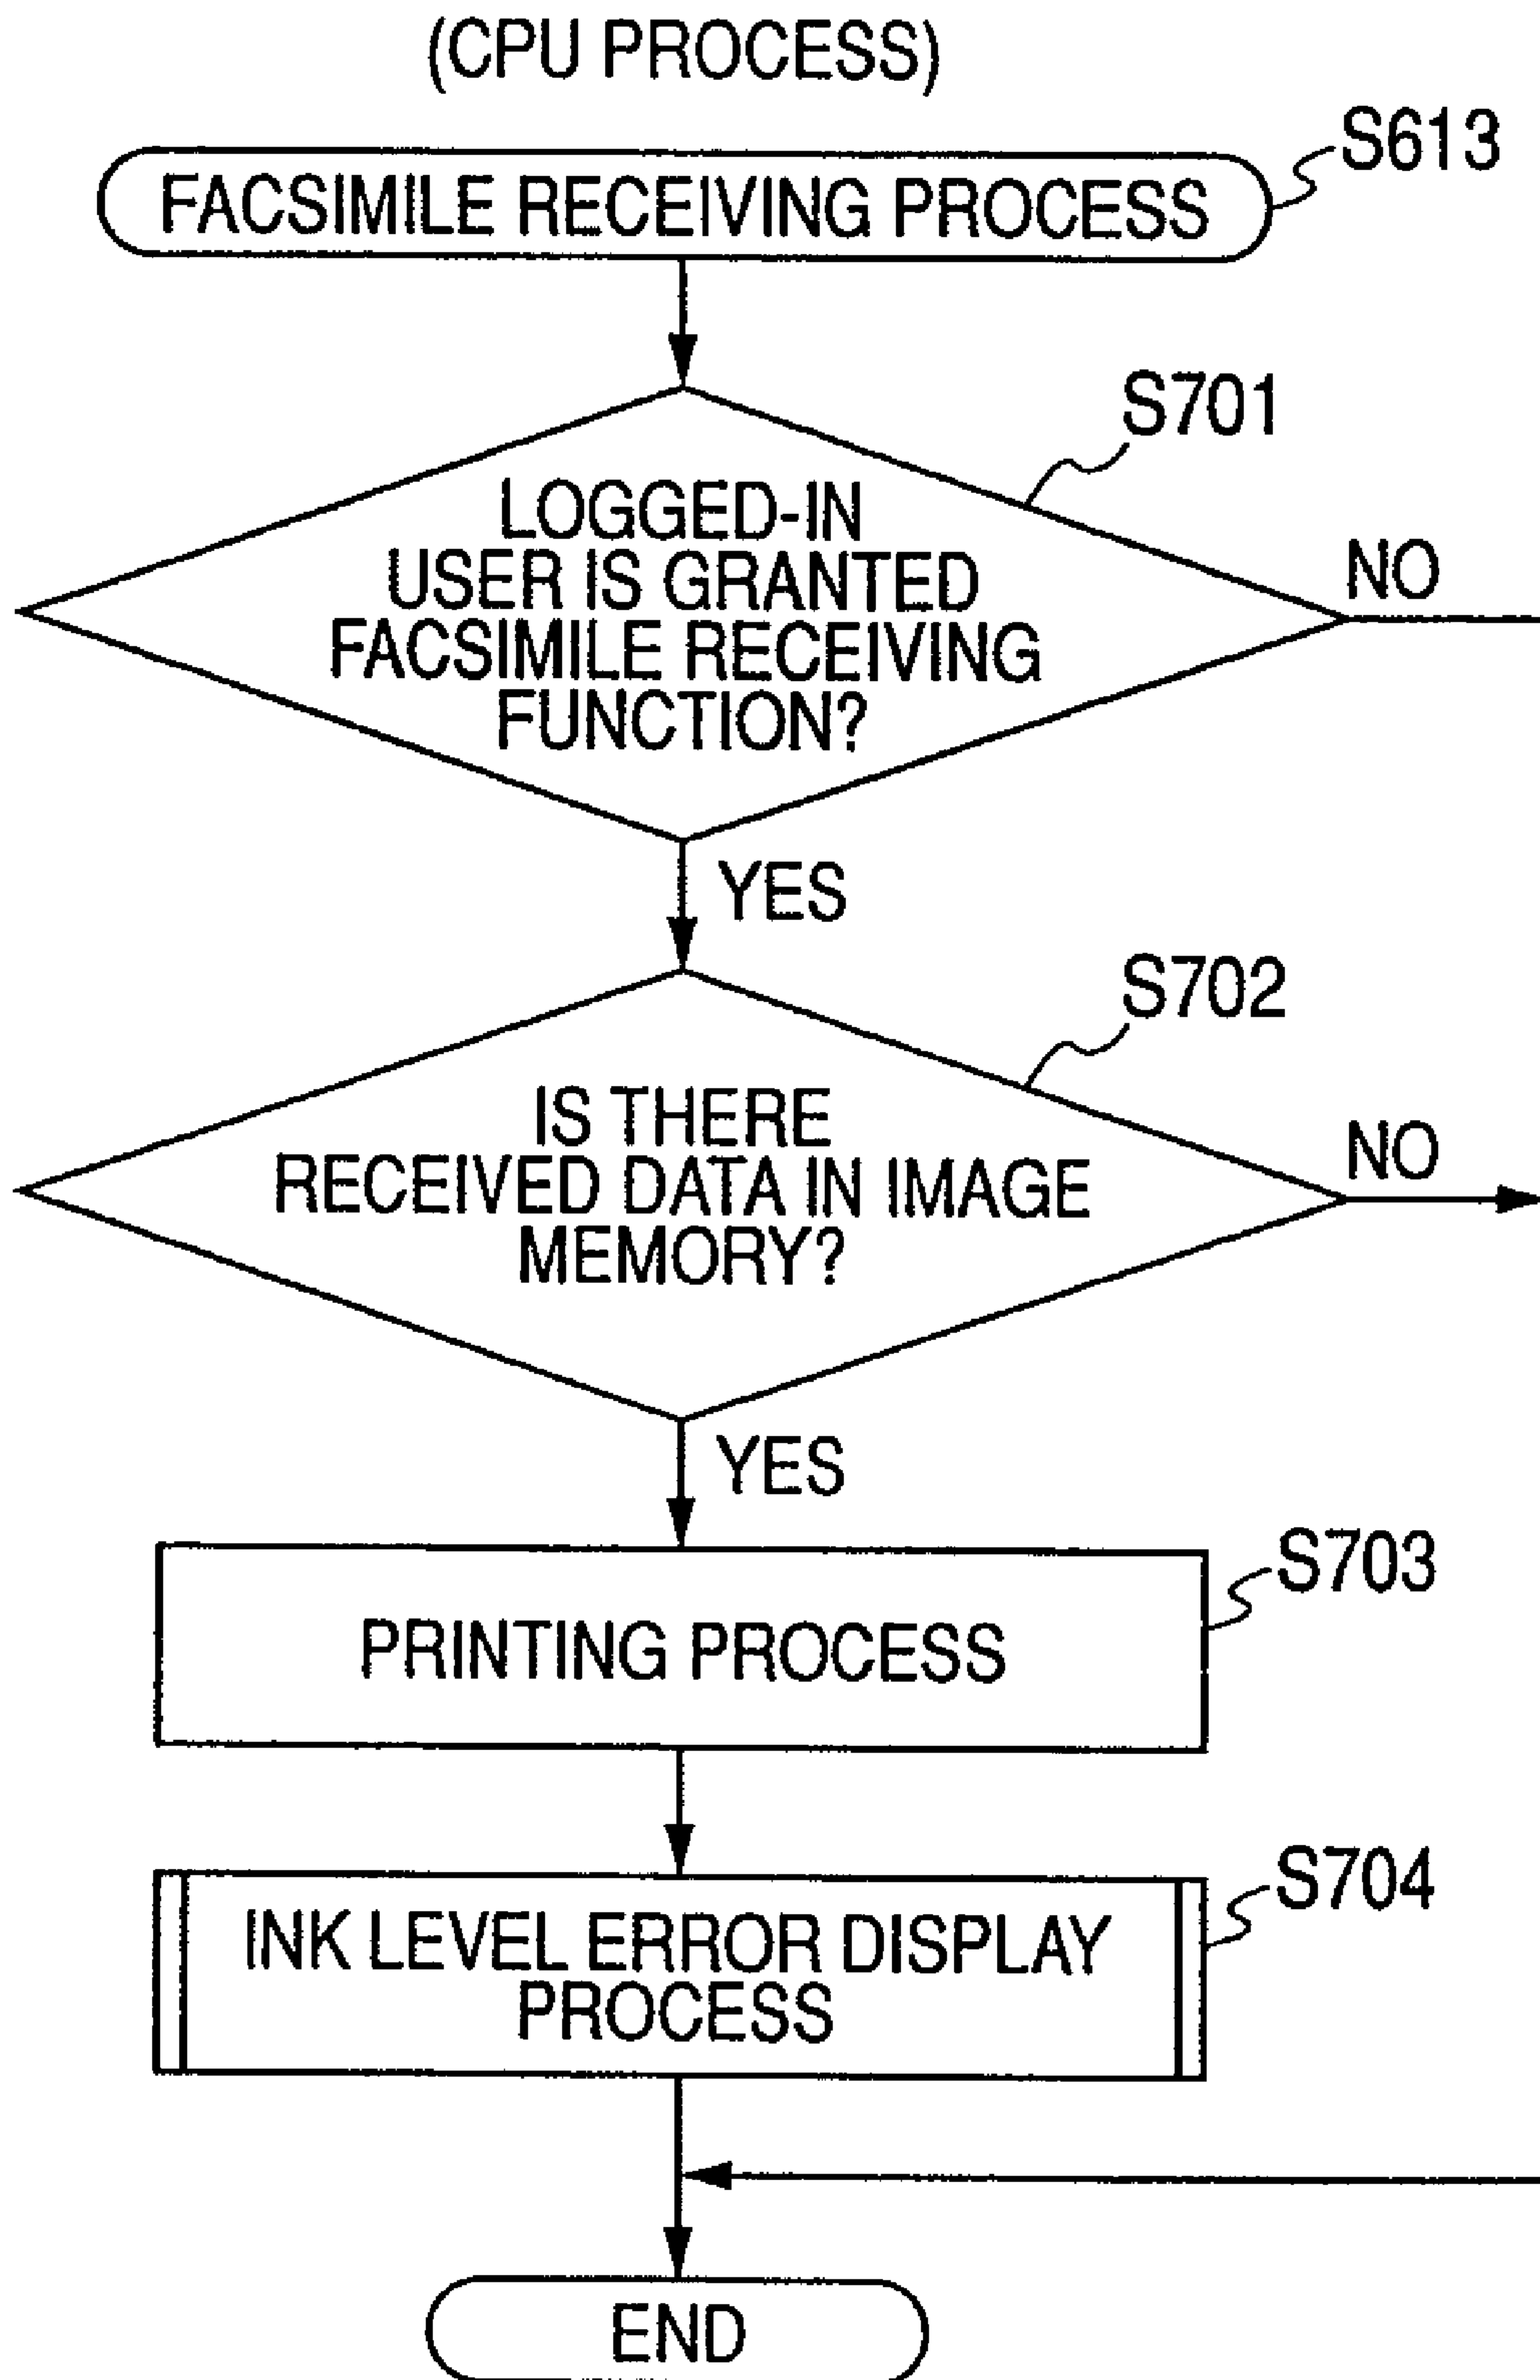 (CPU PROCESS)
S613
FACSIMILE RECEIVING PROCESS
S701
LOGGED-IN
USER IS GRANTED
FACSIMILE RECEIVING
FUNCTION?
NO
YES
S702
IS THERE
RECEIVED DATA IN IMAGE
MEMORY?
NO
YES
S703
PRINTING PROCESS
S704
INK LEVEL ERROR DISPLAY
PROCESS
END